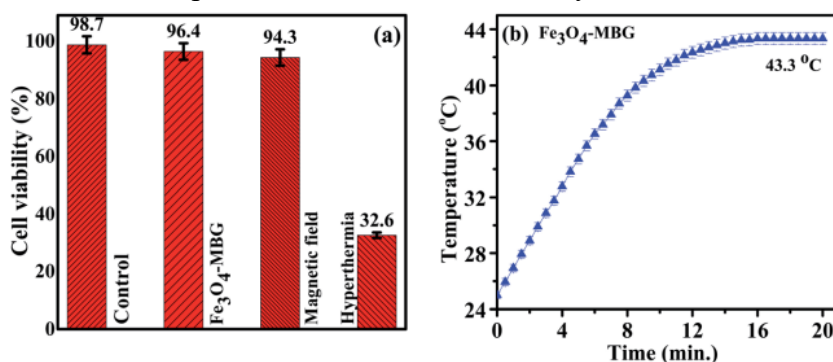 (a)
98.7
96.4
94.3
32.6
Cell viability (%)
100
80
60
40
20
0
Control
Fe₃O₄-MBG
Magnetic field
Hyperthermia
(b) Fe₃O₄-MBG
43.3 ⁰C
Temperature (⁰C)
44
40
36
32
28
24
0 4 8 12 16 20
Time (min.)